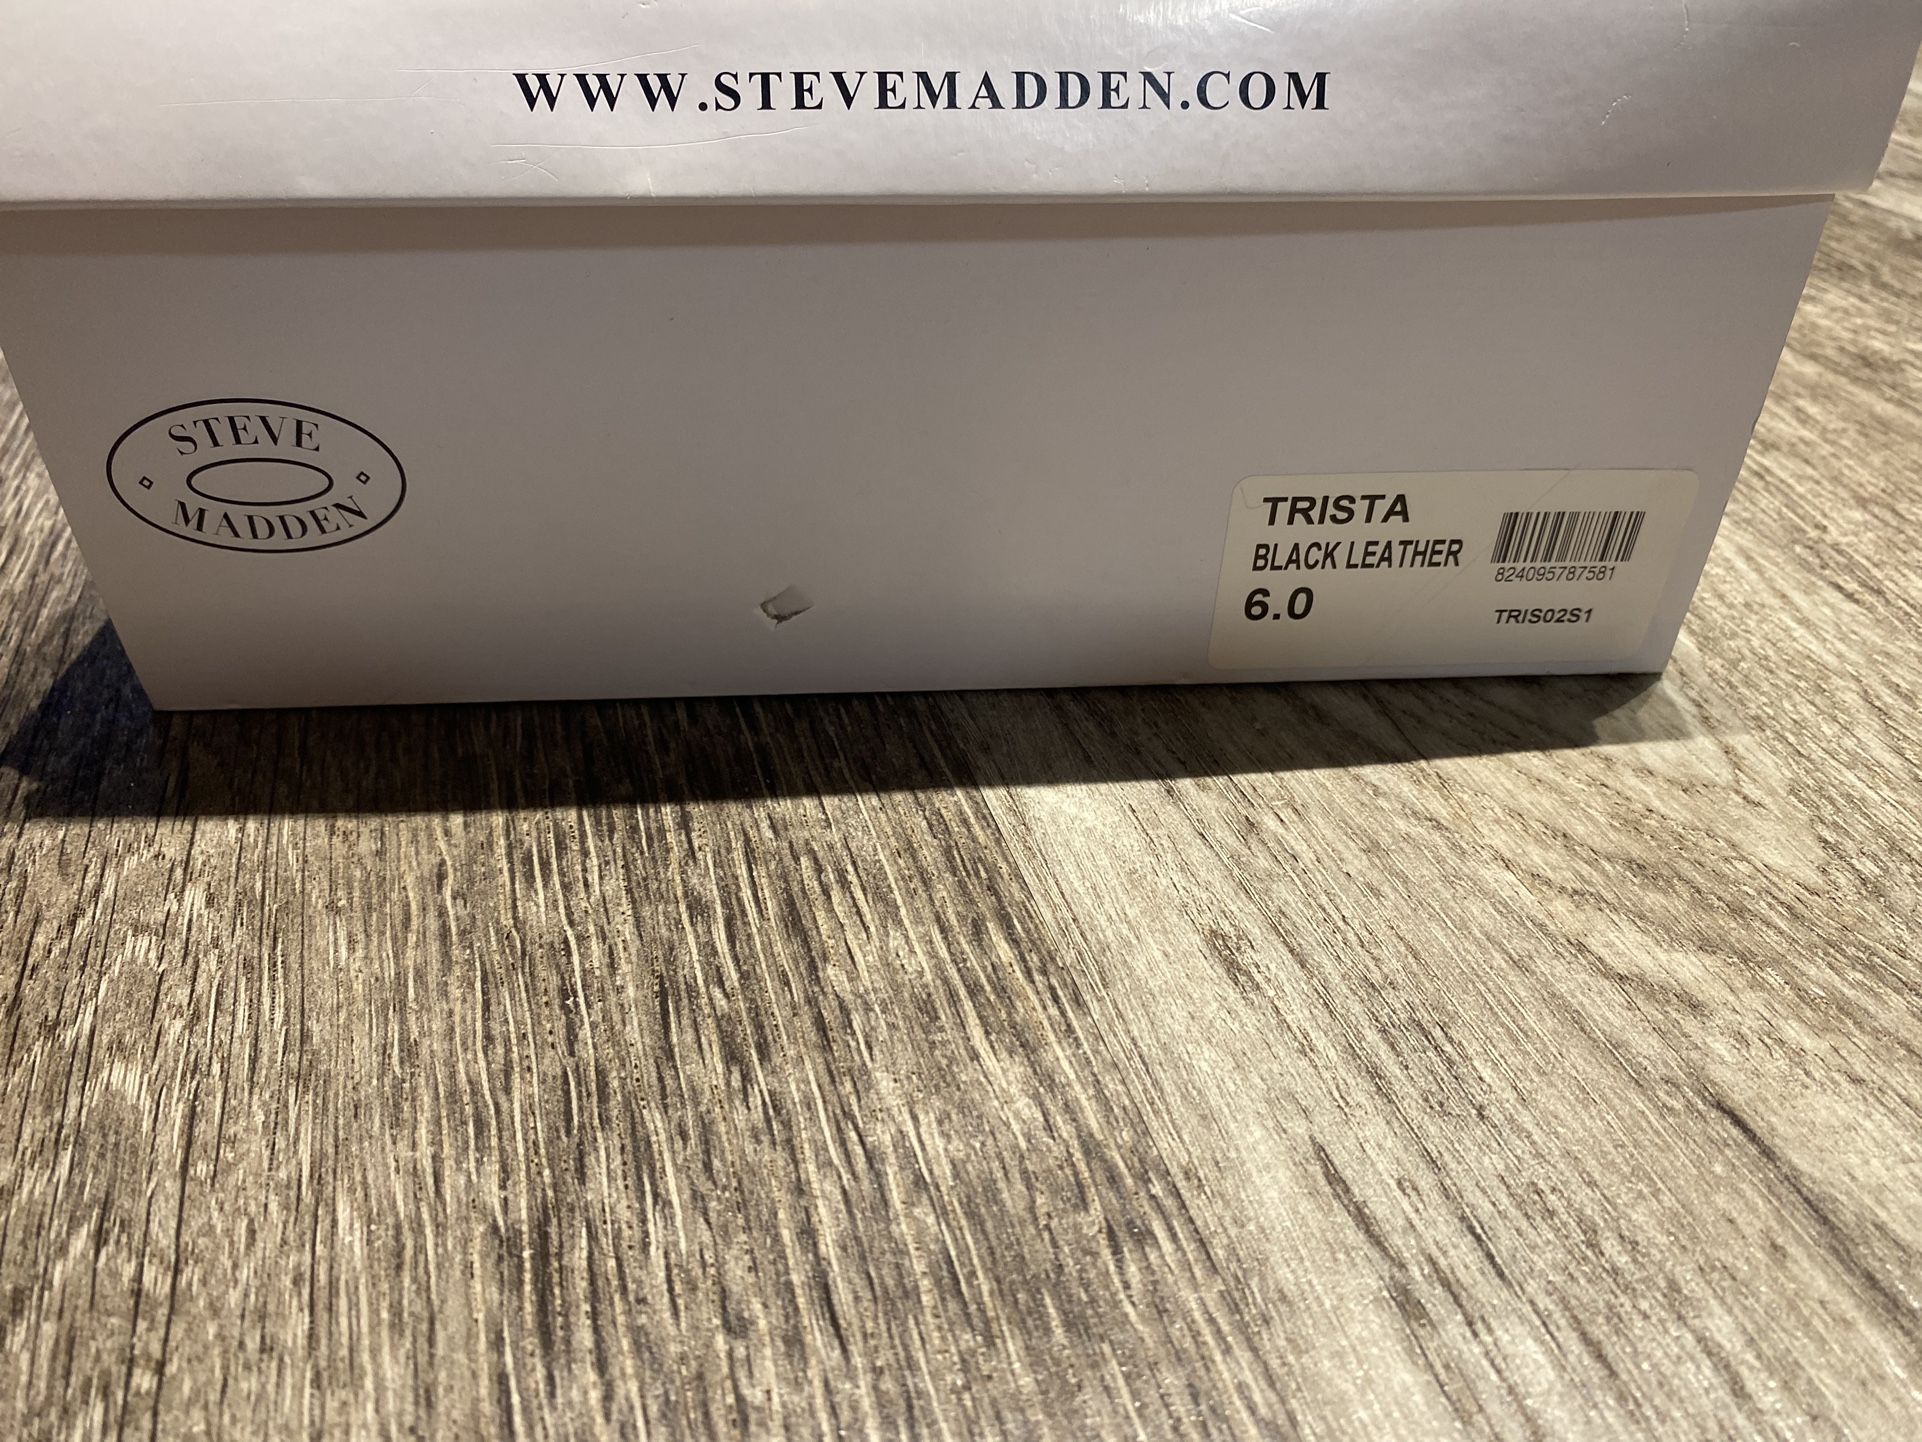 WWW.STEVEMADDEN.COM
STEVE
MADDEN
TRISTA
BLACK LEATHER
6.0
824095787581
TRIS02S1